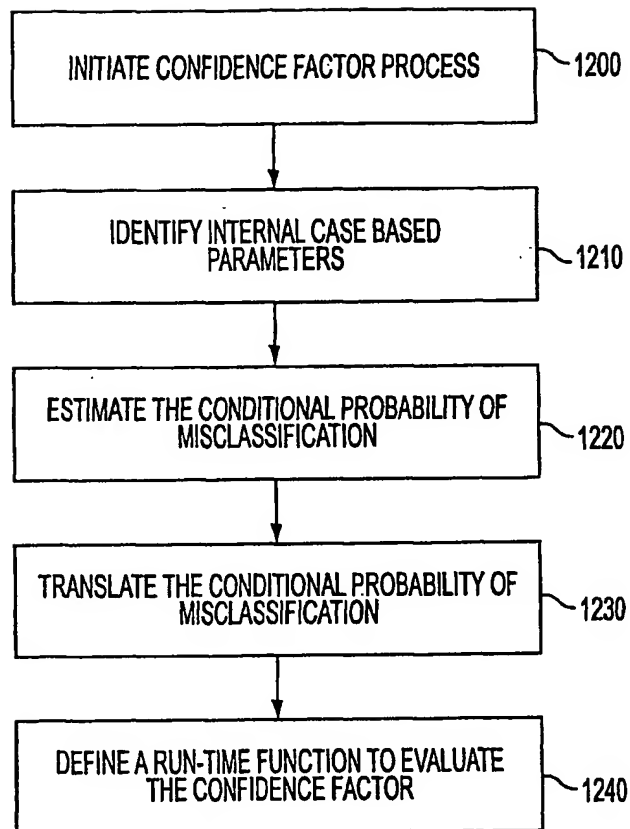 INITIATE CONFIDENCE FACTOR PROCESS
1200
IDENTIFY INTERNAL CASE BASED
PARAMETERS
1210
ESTIMATE THE CONDITIONAL PROBABILITY OF
MISCLASSIFICATION
1220
TRANSLATE THE CONDITIONAL PROBABILITY OF
MISCLASSIFICATION
1230
DEFINE A RUN-TIME FUNCTION TO EVALUATE
THE CONFIDENCE FACTOR
1240